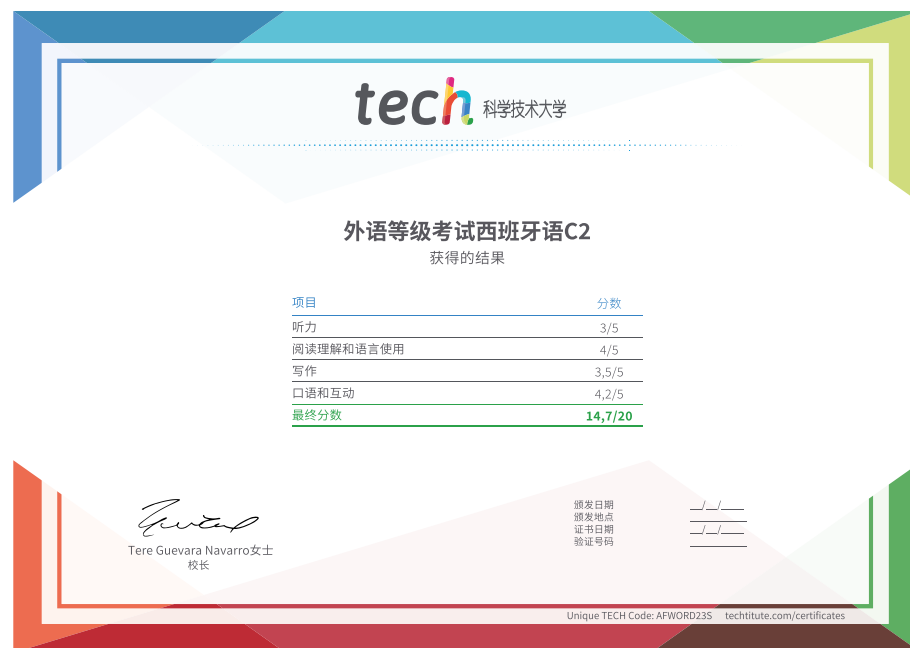 tech 科学技术大学
外语等级考试西班牙语C2
获得的结果
项目 分数
听力 3/5
阅读理解和语言使用 4/5
写作 3,5/5
口语和互动 4,2/5
最终分数 14,7/20
颁发日期 __/__/____
颁发地点 __________
证书日期 __/__/____
验证号码 __________
Tere Guevara Navarro女士
校长
Unique TECH Code: AFWORD23S techtitute.com/certificates